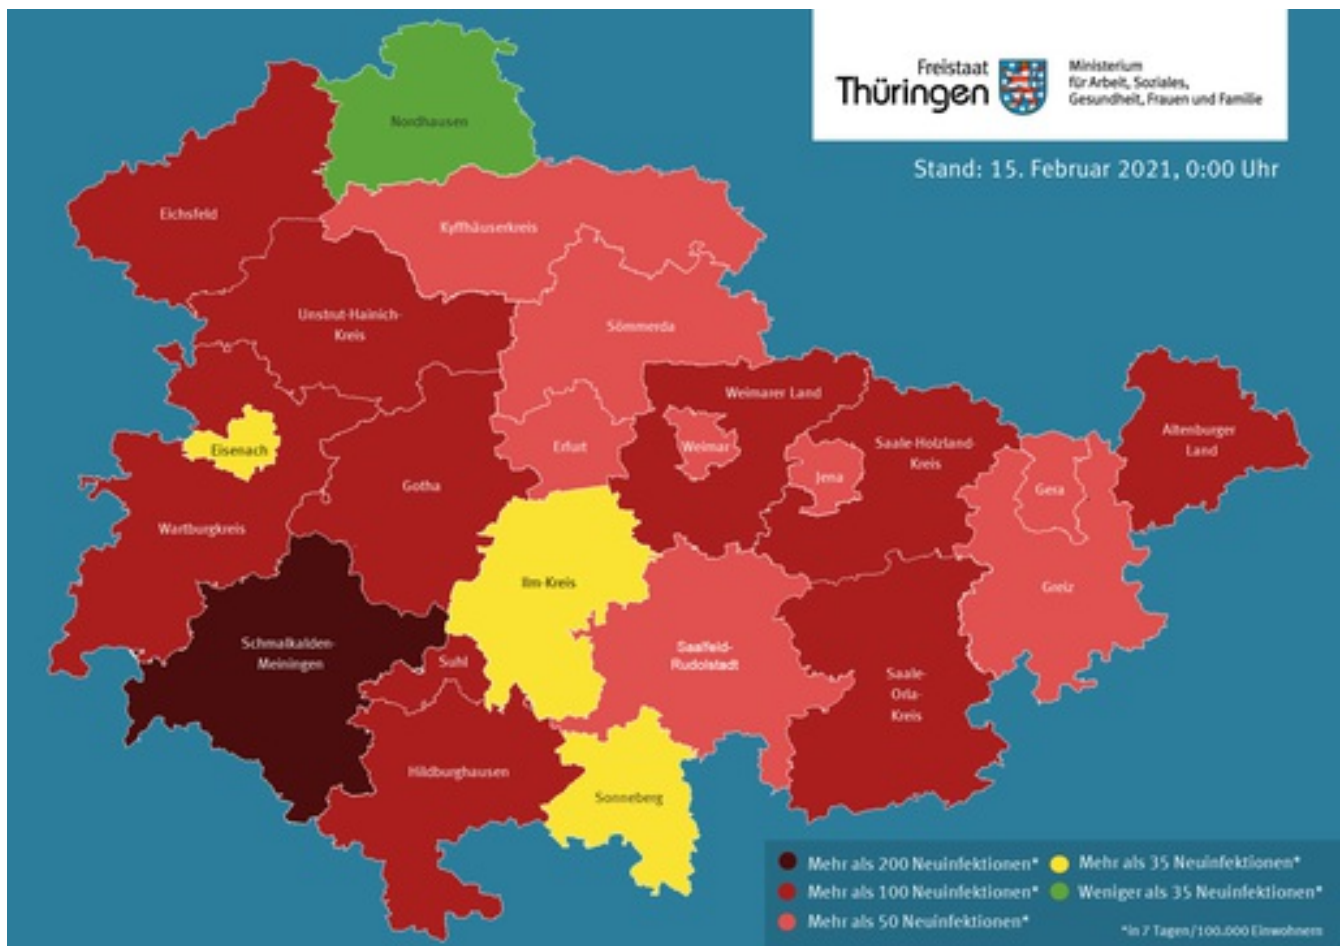 Freistaat
Thüringen
Ministerium
für Arbeit, Soziales,
Gesundheit, Frauen und Familie
Stand: 15. Februar 2021, 0:00 Uhr
Nordhausen
Eichsfeld
Kyffhäuserkreis
Unstrut-Hainich-
Kreis
Sömmerda
Weimarer Land
Eisenach
Erfurt
Weimar
Saale-Holzland-
Kreis
Altenburger
Land
Gotha
Jena
Gera
Wartburgkreis
Ilm-Kreis
Greiz
Schmalkalden-
Meiningen
Suhl
Saalfeld-
Rudolstadt
Saale-
Orla-
Kreis
Hildburghausen
Sonneberg
Mehr als 200 Neuinfektionen*
Mehr als 100 Neuinfektionen*
Mehr als 50 Neuinfektionen*
Mehr als 35 Neuinfektionen*
Weniger als 35 Neuinfektionen*
*in 7 Tagen/100.000 Einwohnern